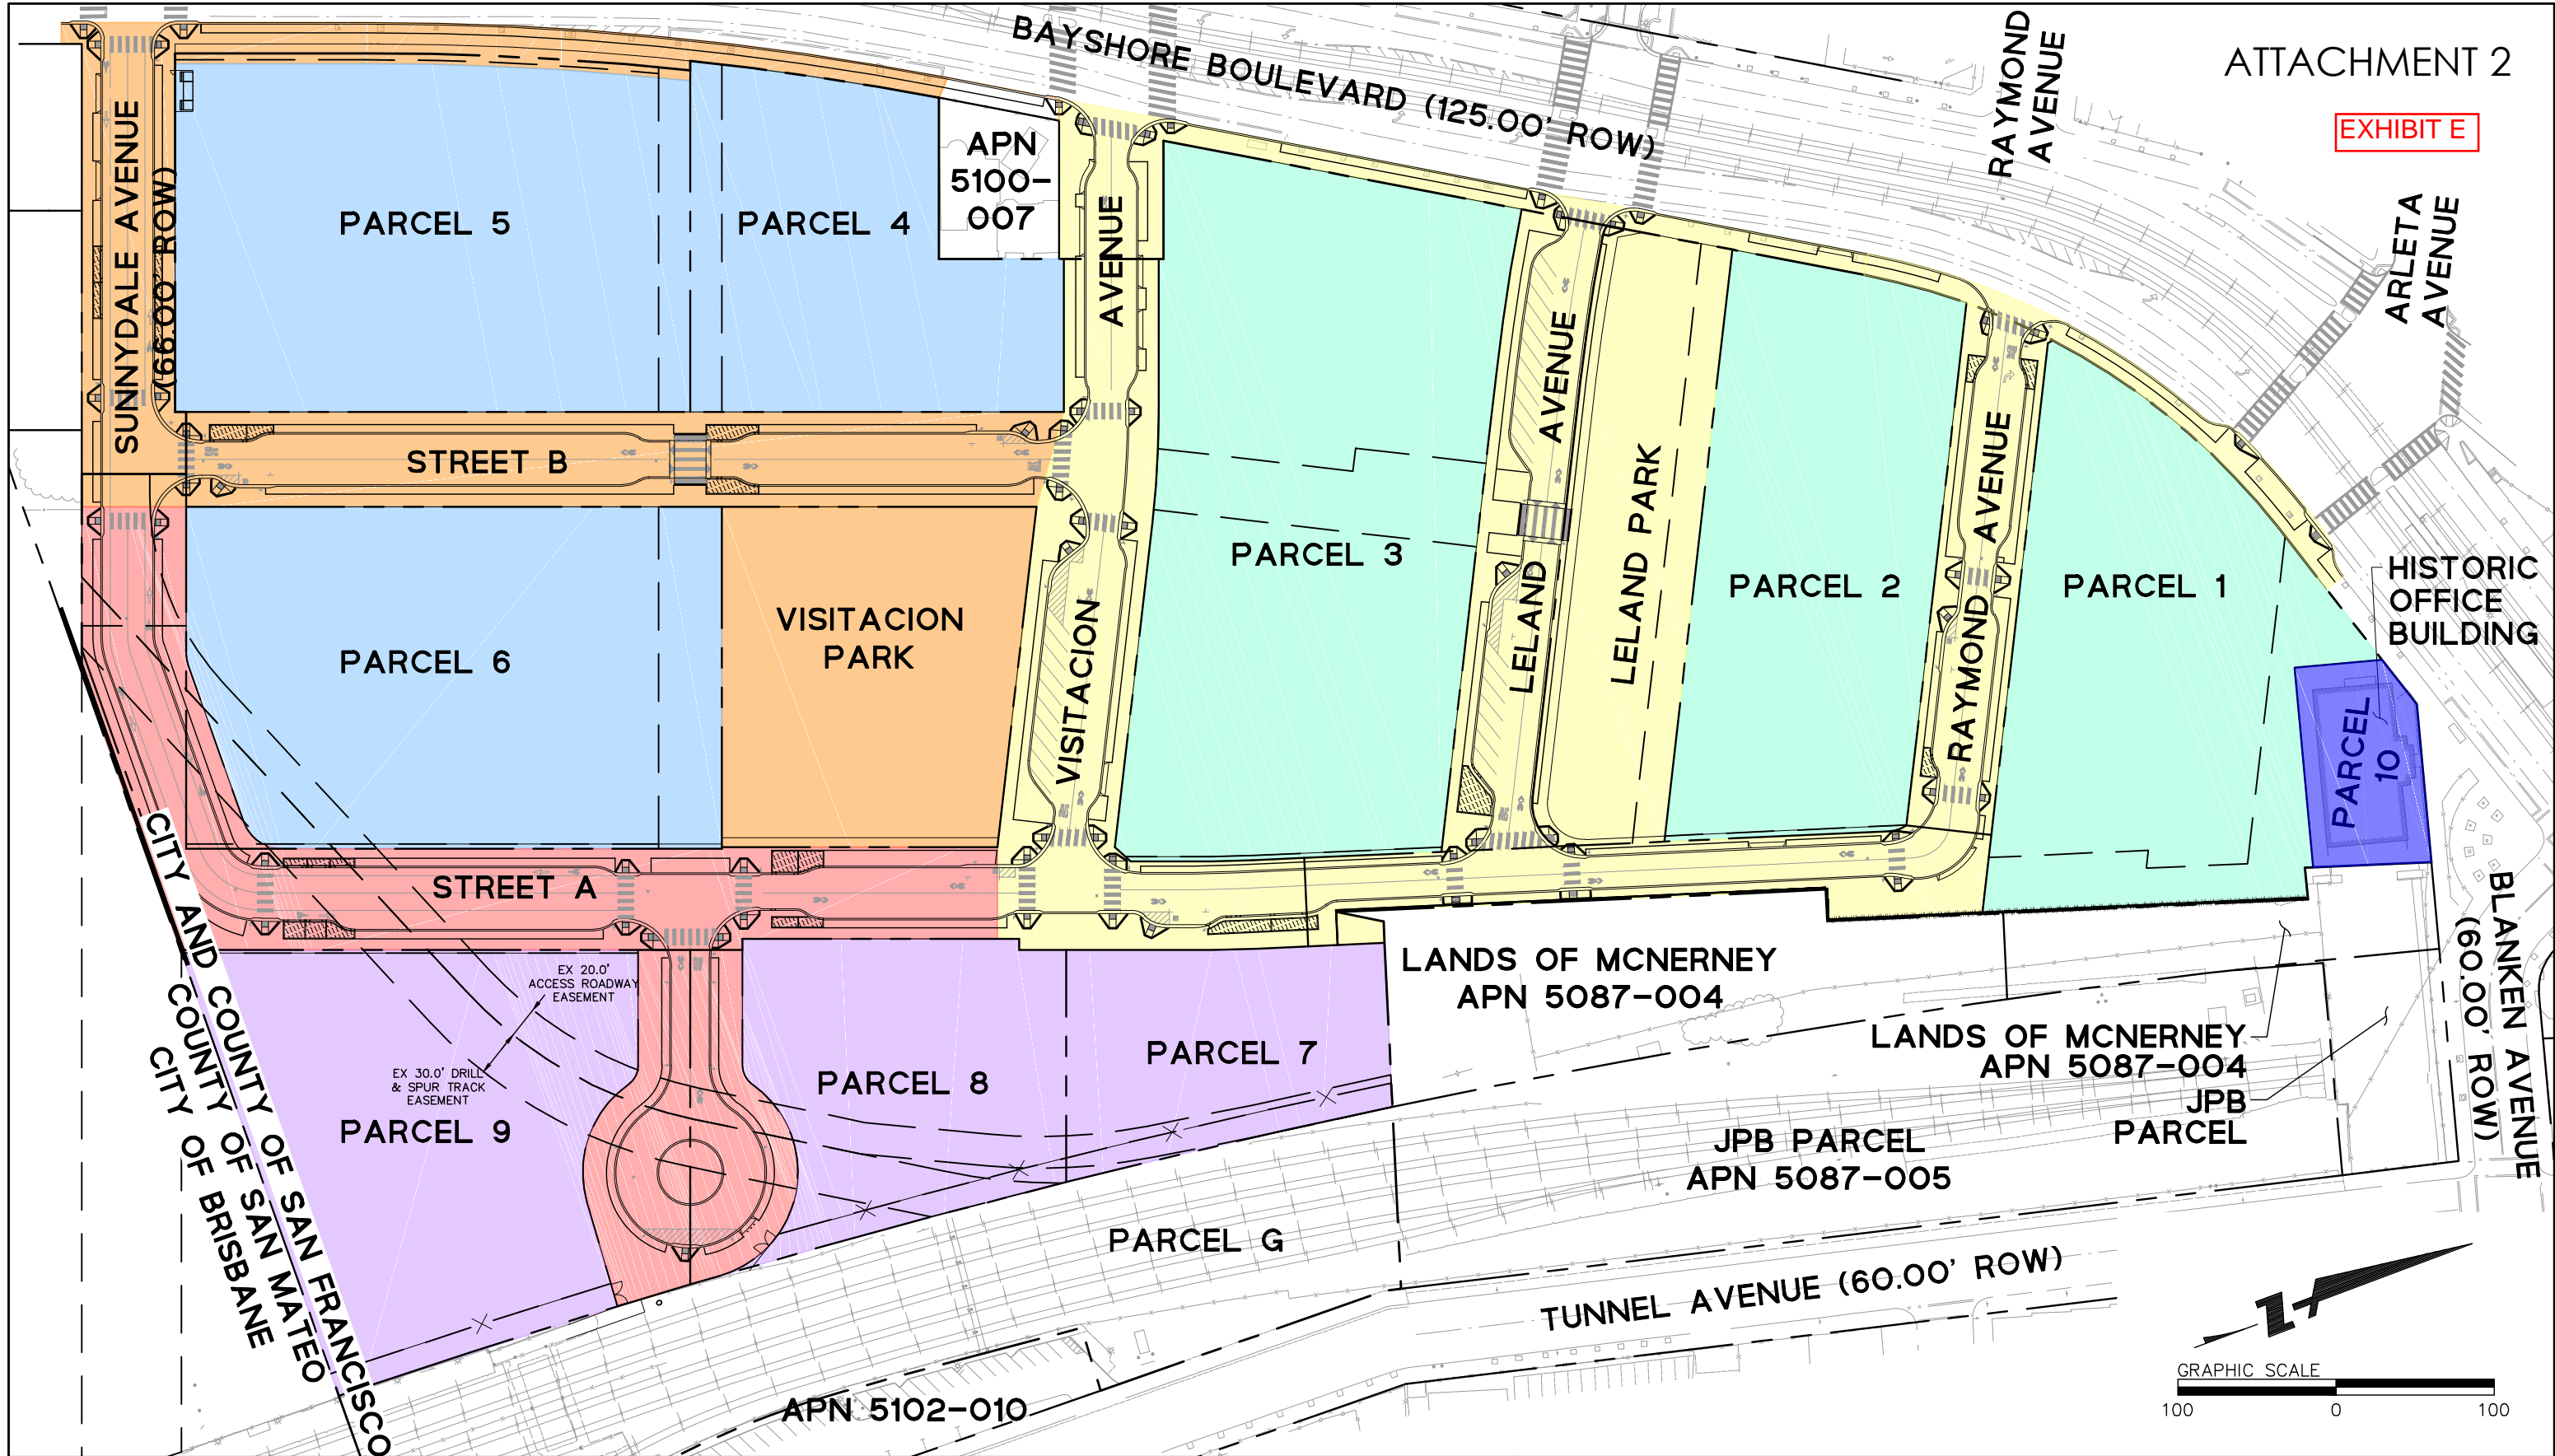 ATTACHMENT 2
EXHIBIT E
BAYSHORE BOULEVARD (125.00' ROW)
RAYMOND
AVENUE
ARLETA
AVENUE
SUNNYDALE AVENUE
(66.00' ROW)
PARCEL 5
PARCEL 4
APN
5100-
007
VISITACION
AVENUE
STREET B
PARCEL 3
LELAND
AVENUE
LELAND PARK
PARCEL 2
RAYMOND AVENUE
PARCEL 1
HISTORIC
OFFICE
BUILDING
PARCEL
10
PARCEL 6
VISITACION
PARK
STREET A
CITY AND COUNTY OF SAN FRANCISCO
COUNTY OF SAN MATEO
CITY OF BRISBANE
EX 20.0'
ACCESS ROADWAY
EASEMENT
EX 30.0' DRILL
& SPUR TRACK
EASEMENT
PARCEL 9
PARCEL 8
PARCEL 7
LANDS OF MCNERNEY
APN 5087-004
LANDS OF MCNERNEY
APN 5087-004
JPB
PARCEL
JPB PARCEL
APN 5087-005
BLANKEN AVENUE
(60.00' ROW)
PARCEL G
TUNNEL AVENUE (60.00' ROW)
APN 5102-010
GRAPHIC SCALE
100 0 100